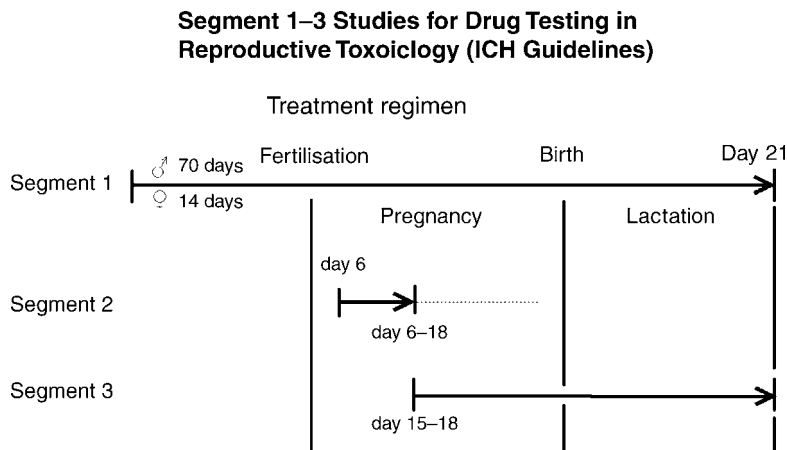 Segment 1–3 Studies for Drug Testing in
Reproductive Toxoiclogy (ICH Guidelines)
Treatment regimen
Fertilisation
Birth
Day 21
Segment 1
♂ 70 days
♀ 14 days
Pregnancy
Lactation
day 6
Segment 2
day 6–18
Segment 3
day 15–18